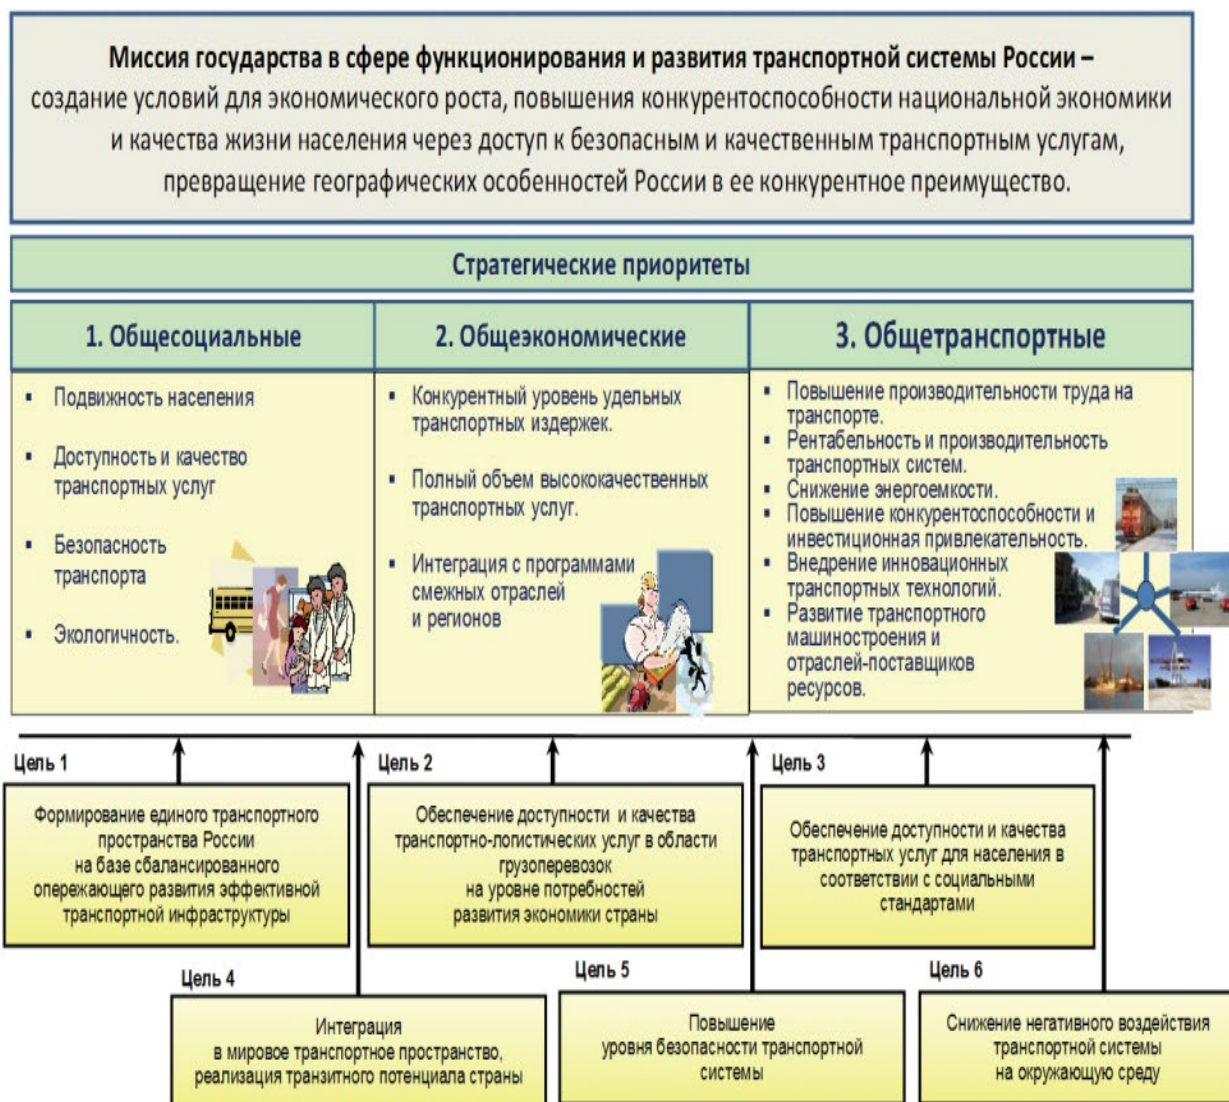 Миссия государства в сфере функционирования и развития транспортной системы России –
создание условий для экономического роста, повышения конкурентоспособности национальной экономики
и качества жизни населения через доступ к безопасным и качественным транспортным услугам,
превращение географических особенностей России в ее конкурентное преимущество.
Стратегические приоритеты
1. Общесоциальные
▪ Подвижность населения
▪ Доступность и качество
транспортных услуг
▪ Безопасность
транспорта
▪ Экологичность.
2. Общеэкономические
▪ Конкурентный уровень удельных
транспортных издержек.
▪ Полный объем высококачественных
транспортных услуг.
▪ Интеграция с программами
смежных отраслей
и регионов
3. Общетранспортные
▪ Повышение производительности труда на
транспорте.
▪ Рентабельность и производительность
транспортных систем.
▪ Снижение энергоемкости.
▪ Повышение конкурентоспособности и
инвестиционная привлекательность.
▪ Внедрение инновационных
транспортных технологий.
▪ Развитие транспортного
машиностроения и
отраслей-поставщиков
ресурсов.
Цель 1
Формирование единого транспортного
пространства России
на базе сбалансированного
опережающего развития эффективной
транспортной инфраструктуры
Цель 2
Обеспечение доступности и качества
транспортно-логистических услуг в области
грузоперевозок
на уровне потребностей
развития экономики страны
Цель 3
Обеспечение доступности и качества
транспортных услуг для населения в
соответствии с социальными
стандартами
Цель 4
Интеграция
в мировое транспортное пространство,
реализация транзитного потенциала страны
Цель 5
Повышение
уровня безопасности транспортной
системы
Цель 6
Снижение негативного воздействия
транспортной системы
на окружающую среду